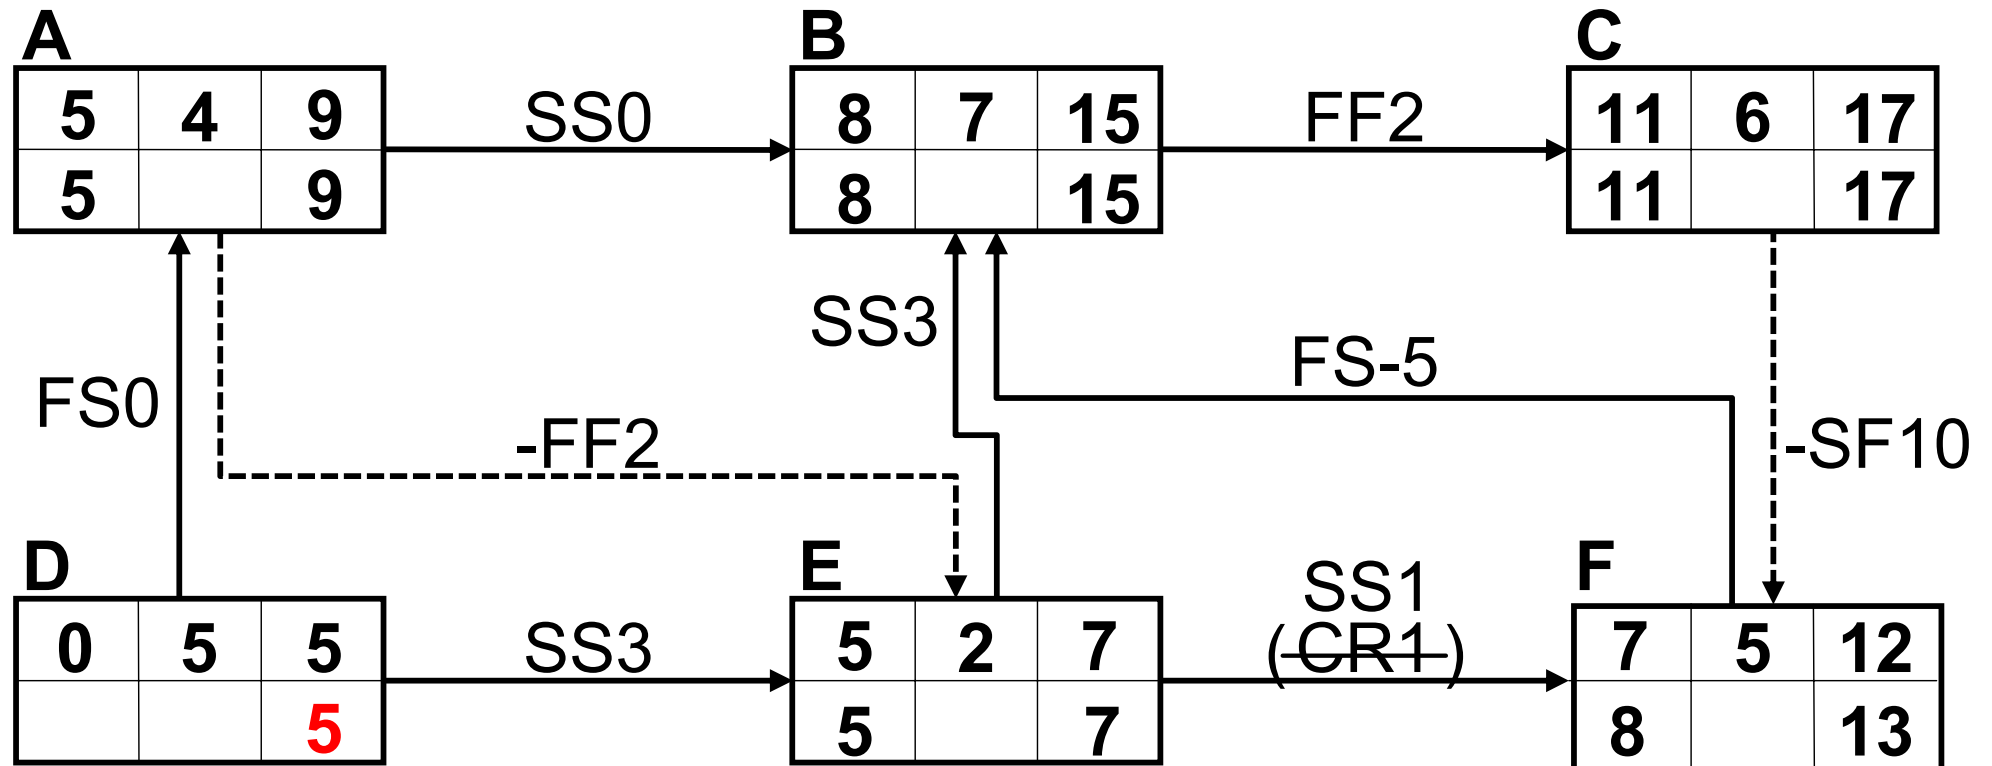 A B C
5 4 9 SS0 8 7 15 FF2 11 6 17
5 9 8 15 11 17
SS3
FS-5
FS0
-FF2 -SF10
D E F
SS1
0 5 5 SS3 5 2 7 (CR1) 7 5 12
5 5 7 8 13